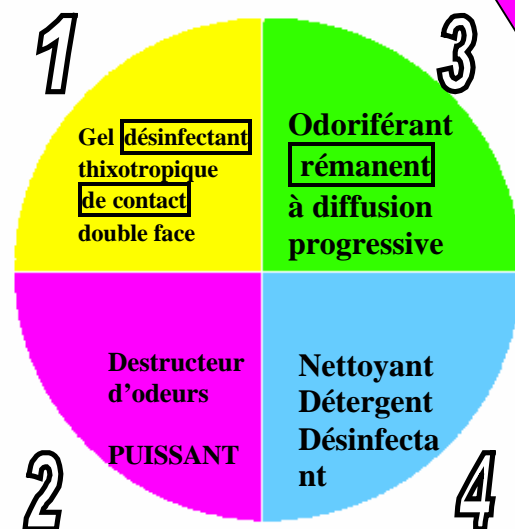 1
Gel désinfectant
thixotropique
de contact
double face
2
Destructeur
d’odeurs
PUISSANT
3
Odoriférant
rémanent
à diffusion
progressive
4
Nettoyant
Détergent
Désinfecta
nt